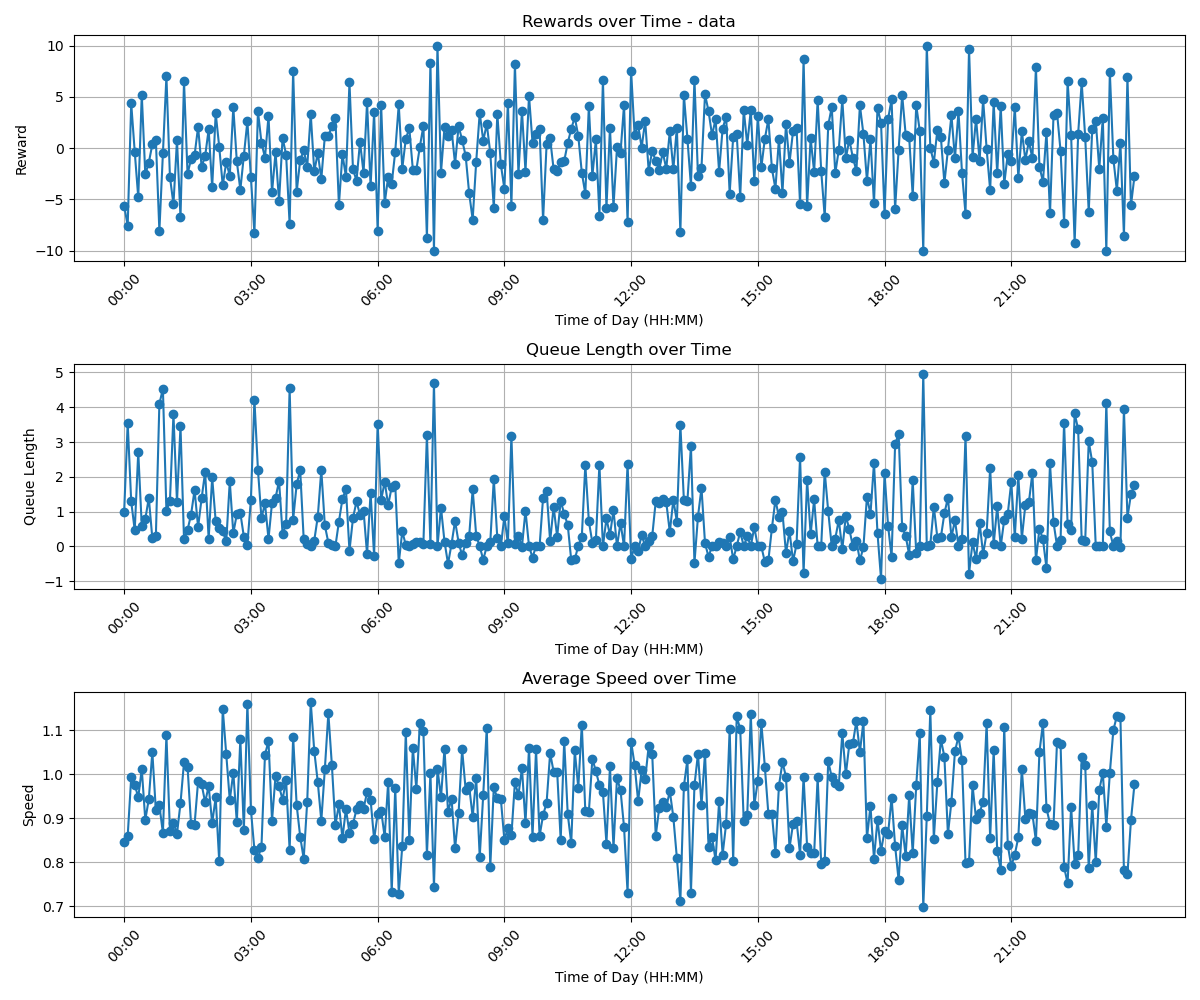 Rewards over Time - data
Reward
10
5
0
−5
−10
00:00 03:00 06:00 09:00 12:00 15:00 18:00 21:00
Time of Day (HH:MM)
Queue Length over Time
Queue Length
5
4
3
2
1
0
−1
00:00 03:00 06:00 09:00 12:00 15:00 18:00 21:00
Time of Day (HH:MM)
Average Speed over Time
Speed
1.1
1.0
0.9
0.8
0.7
00:00 03:00 06:00 09:00 12:00 15:00 18:00 21:00
Time of Day (HH:MM)